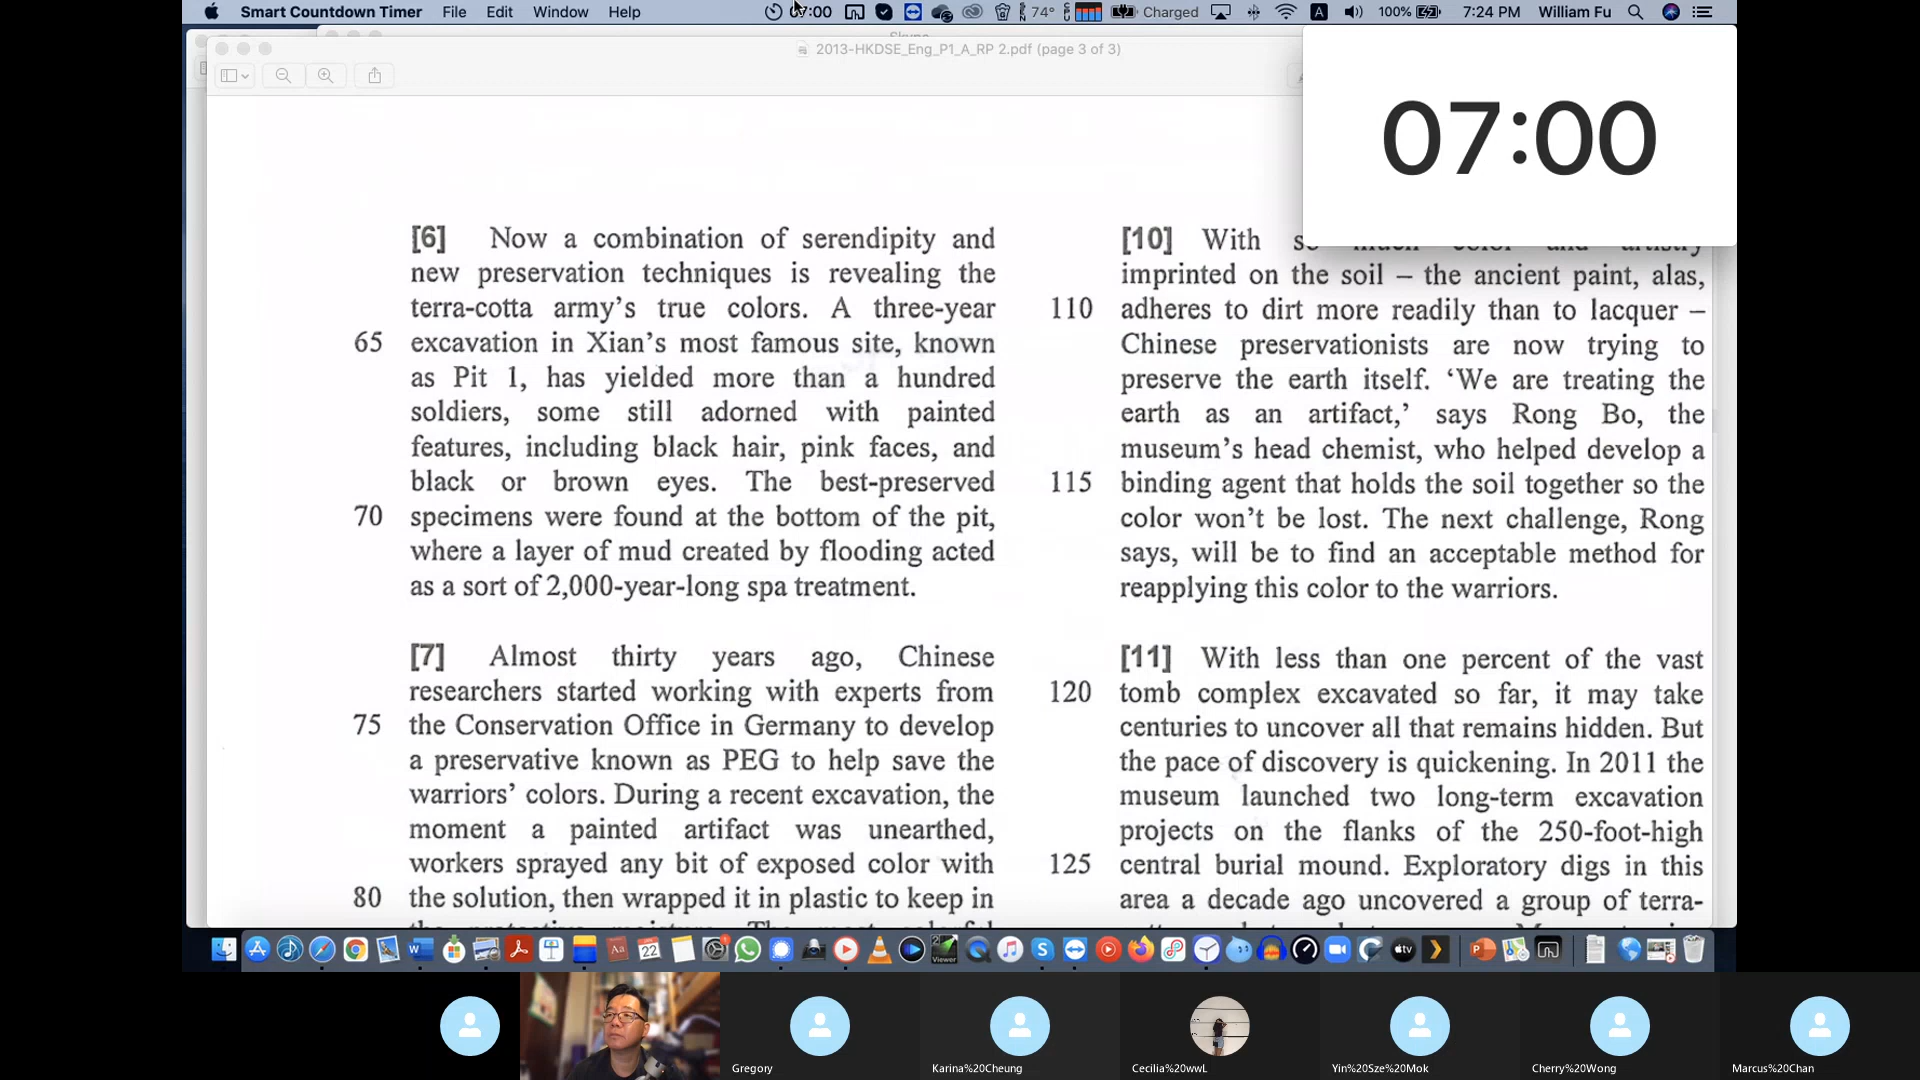 Smart Countdown Timer File Edit Window Help 07:00 74° Charged 100% 7:24 PM William Fu
2013-HKDSE_Eng_P1_A_RP 2.pdf (page 3 of 3)
07:00
[6] Now a combination of serendipity and
new preservation techniques is revealing the
terra-cotta army's true colors. A three-year
65 excavation in Xian's most famous site, known
as Pit 1, has yielded more than a hundred
soldiers, some still adorned with painted
features, including black hair, pink faces, and
black or brown eyes. The best-preserved
70 specimens were found at the bottom of the pit,
where a layer of mud created by flooding acted
as a sort of 2,000-year-long spa treatment.
[7] Almost thirty years ago, Chinese
researchers started working with experts from
75 the Conservation Office in Germany to develop
a preservative known as PEG to help save the
warriors' colors. During a recent excavation, the
moment a painted artifact was unearthed,
workers sprayed any bit of exposed color with
80 the solution, then wrapped it in plastic to keep in
[10] With so much color and artistry
imprinted on the soil – the ancient paint, alas,
110 adheres to dirt more readily than to lacquer –
Chinese preservationists are now trying to
preserve the earth itself. ‘We are treating the
earth as an artifact,’ says Rong Bo, the
museum's head chemist, who helped develop a
115 binding agent that holds the soil together so the
color won't be lost. The next challenge, Rong
says, will be to find an acceptable method for
reapplying this color to the warriors.
[11] With less than one percent of the vast
120 tomb complex excavated so far, it may take
centuries to uncover all that remains hidden. But
the pace of discovery is quickening. In 2011 the
museum launched two long-term excavation
projects on the flanks of the 250-foot-high
125 central burial mound. Exploratory digs in this
area a decade ago uncovered a group of terra-
Gregory
Karina%20Cheung
Cecilia%20wwL
Yin%20Sze%20Mok
Cherry%20Wong
Marcus%20Chan